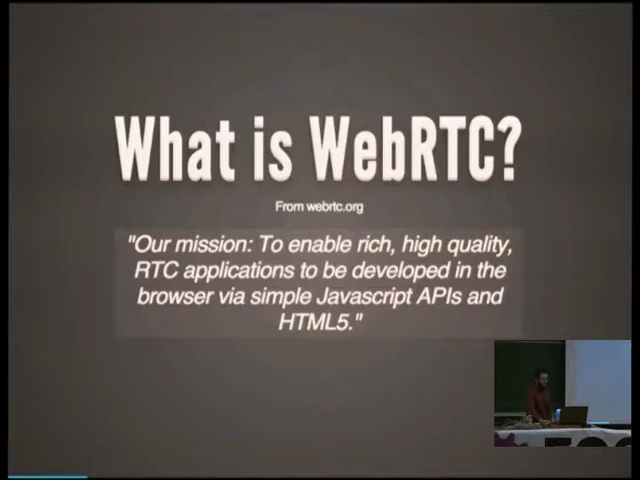 What is WebRTC?
From webrtc.org
"Our mission: To enable rich, high quality,
RTC applications to be developed in the
browser via simple Javascript APIs and
HTML5."